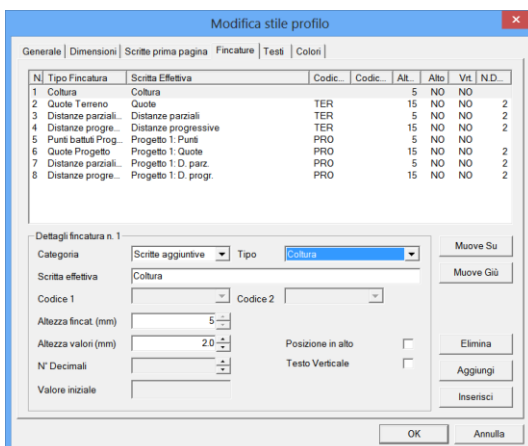 Modifica stile profilo
Generale Dimensioni Scritte prima pagina Fincature Testi Colori
N. Tipo Fincatura Scritta Effettiva Codic... Codic... Alt... Alto Vrt. N.D...
1 Coltura Coltura 5 NO NO
2 Quote Terreno Quote TER 15 NO NO 2
3 Distanze parziali... Distanze parziali TER 5 NO NO 2
4 Distanze progre... Distanze progressive TER 15 NO NO 2
5 Punti battuti Prog... Progetto 1: Punti PRO 5 NO NO
6 Quote Progetto Progetto 1: Quote PRO 15 NO NO 2
7 Distanze parziali... Progetto 1: D. parz. PRO 5 NO NO 2
8 Distanze progre... Progetto 1: D. progr. PRO 15 NO NO 2
Dettagli fincatura n. 1
Categoria Scritte aggiuntive Tipo Coltura
Scritta effettiva Coltura
Codice 1 Codice 2
Altezza fincat. (mm) 5
Altezza valori (mm) 2.0 Posizione in alto
N° Decimali Testo Verticale
Valore iniziale
Muove Su
Muove Giù
Elimina
Aggiungi
Inserisci
OK Annulla